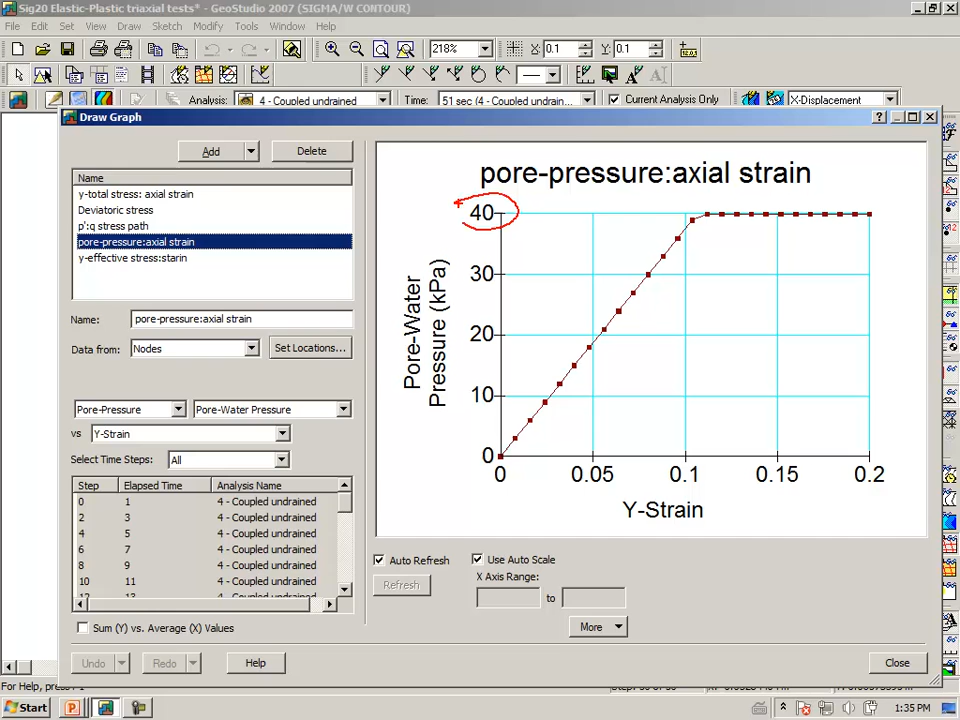 Sig20 Elastic-Plastic triaxial tests* - GeoStudio 2007 (SIGMA/W CONTOUR)
File Edit Set View Draw Sketch Modify Tools Window Help
218% X: 0.1 Y: 0.1
Analysis: 4 - Coupled undrained Time: 51 sec (4 - Coupled undrain... Current Analysis Only X-Displacement
Draw Graph
Add Delete
Name
y-total stress: axial strain
Deviatoric stress
p':q stress path
pore-pressure:axial strain
y-effective stress:starin
Name: pore-pressure:axial strain
Data from: Nodes Set Locations...
Pore-Pressure Pore-Water Pressure
vs Y-Strain
Select Time Steps: All
Step Elapsed Time Analysis Name
0 1 4 - Coupled undrained
2 3 4 - Coupled undrained
4 5 4 - Coupled undrained
6 7 4 - Coupled undrained
8 9 4 - Coupled undrained
10 11 4 - Coupled undrained
12 13 4 - Coupled undrained
Sum (Y) vs. Average (X) Values
Undo Redo Help
pore-pressure:axial strain
Pore-Water
Pressure (kPa)
40
30
20
10
0
0 0.05 0.1 0.15 0.2
Y-Strain
Auto Refresh Use Auto Scale
Refresh X Axis Range:
to
More
Close
For Help, press F1
Start 1:35 PM